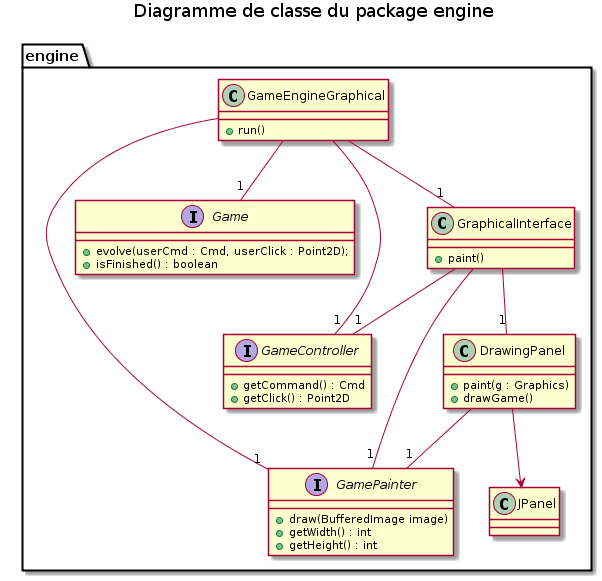 Diagramme de classe du package engine
engine
C GameEngineGraphical
run()
1
1
I Game
evolve(userCmd : Cmd, userClick : Point2D);
isFinished() : boolean
C GraphicalInterface
paint()
1
1
1
I GameController
getCommand() : Cmd
getClick() : Point2D
C DrawingPanel
paint(g : Graphics)
drawGame()
1
1
1
I GamePainter
draw(BufferedImage image)
getWidth() : int
getHeight() : int
C JPanel